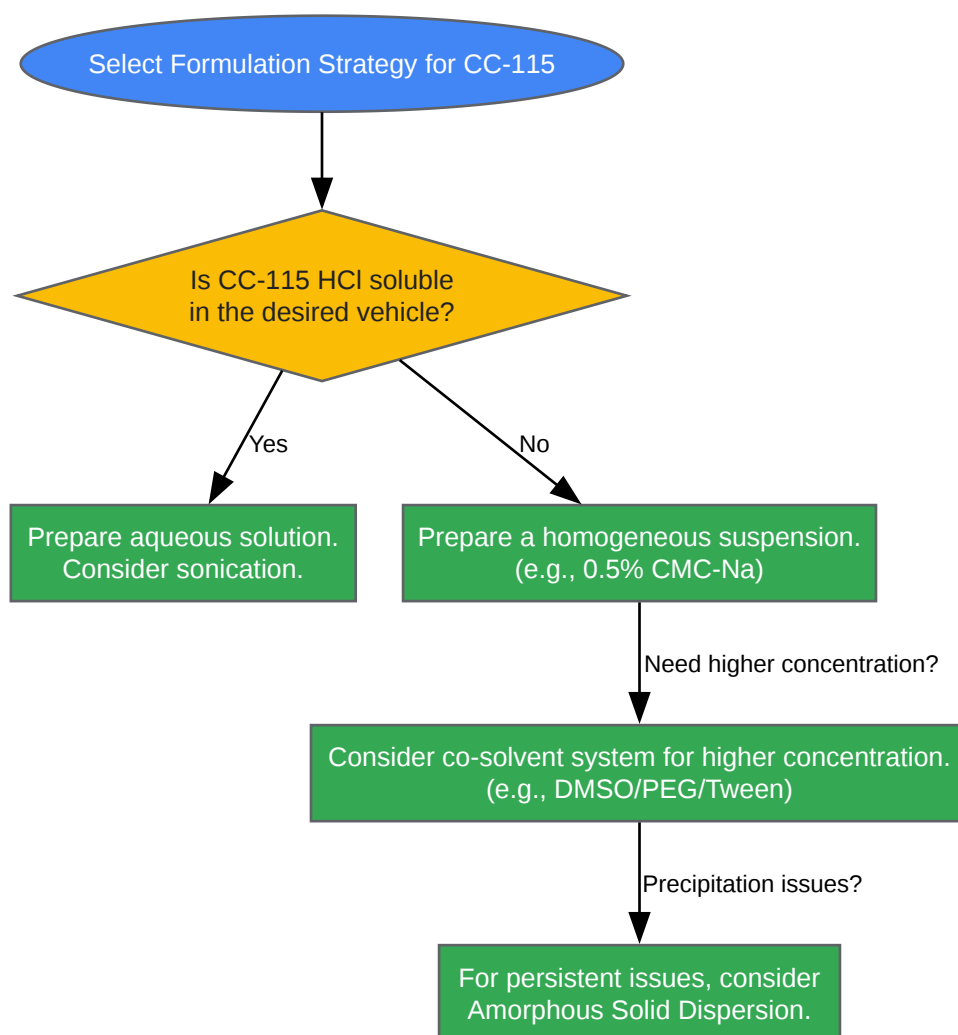 Select Formulation Strategy for CC-115
Is CC-115 HCl soluble
in the desired vehicle?
Yes
No
Prepare aqueous solution.
Consider sonication.
Prepare a homogeneous suspension.
(e.g., 0.5% CMC-Na)
Need higher concentration?
Consider co-solvent system for higher concentration.
(e.g., DMSO/PEG/Tween)
Precipitation issues?
For persistent issues, consider
Amorphous Solid Dispersion.